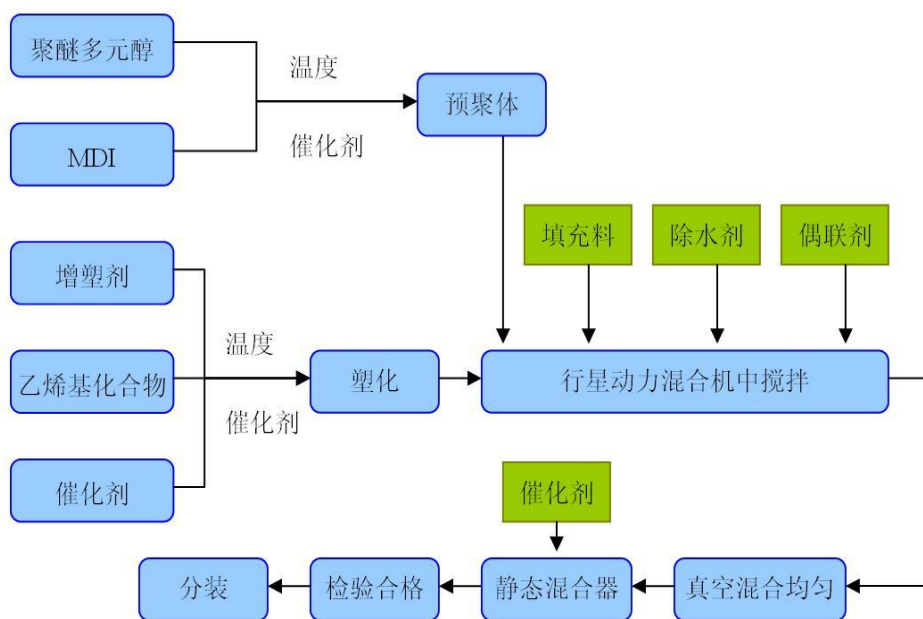 聚醚多元醇
温度
预聚体
催化剂
MDI
填充料
除水剂
偶联剂
增塑剂
温度
乙烯基化合物
塑化
行星动力混合机中搅拌
催化剂
催化剂
催化剂
分装
检验合格
静态混合器
真空混合均匀